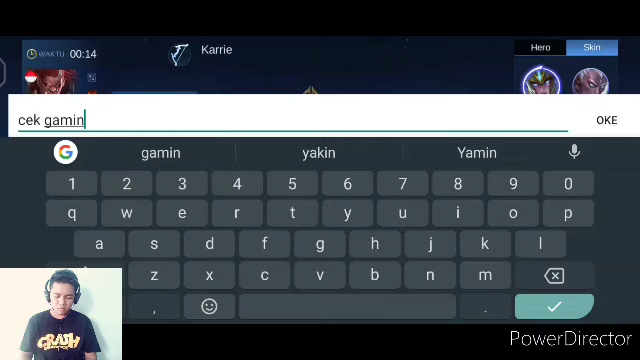 WAKTU 00:14
Karrie
Hero
Skin
cek gamin
OKE
G
gamin
yakin
Yamin
1 2 3 4 5 6 7 8 9 0
q w e r t y u i o p
a s d f g h j k l
z x c v b n m
, .
CRASH
PowerDirector